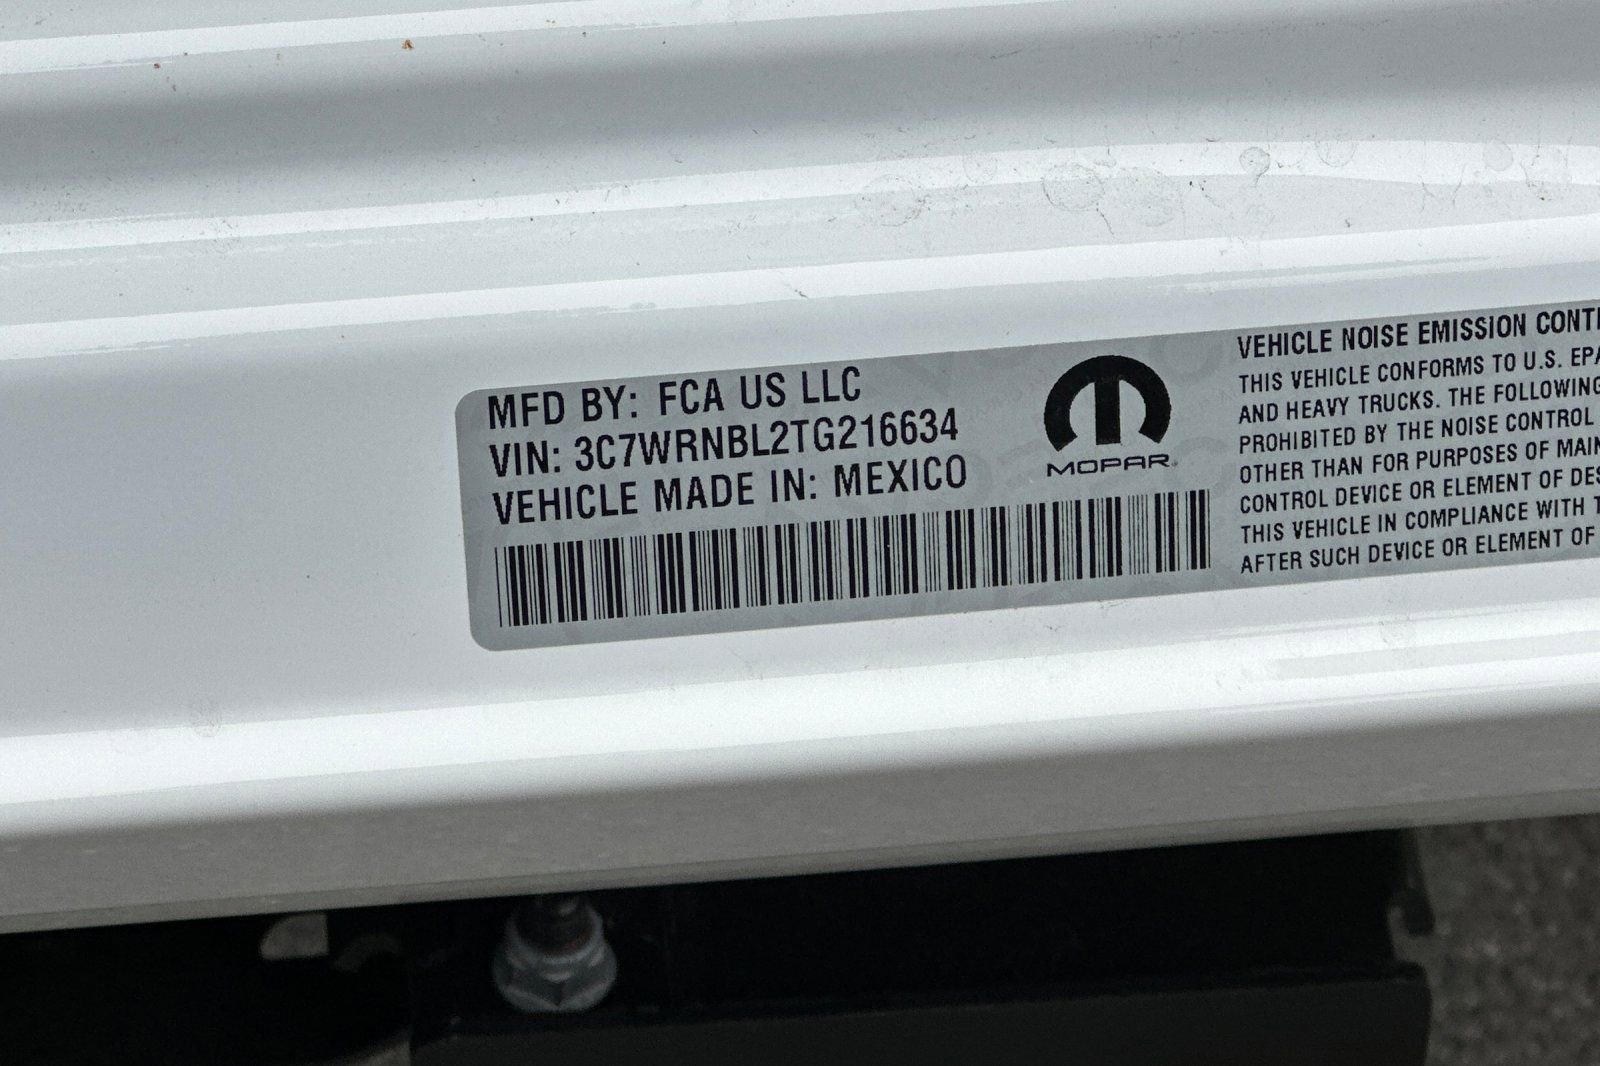 MFD BY: FCA US LLC
VIN: 3C7WRNBL2TG216634
VEHICLE MADE IN: MEXICO
MOPAR
VEHICLE NOISE EMISSION
THIS VEHICLE CONFORMS TO U.S. EPA
AND HEAVY TRUCKS. THE FOLLOWING
PROHIBITED BY THE NOISE CONTROL
OTHER THAN FOR PURPOSES OF
CONTROL DEVICE OR ELEMENT OF
THIS VEHICLE IN COMPLIANCE WITH
AFTER SUCH DEVICE OR ELEMENT OF